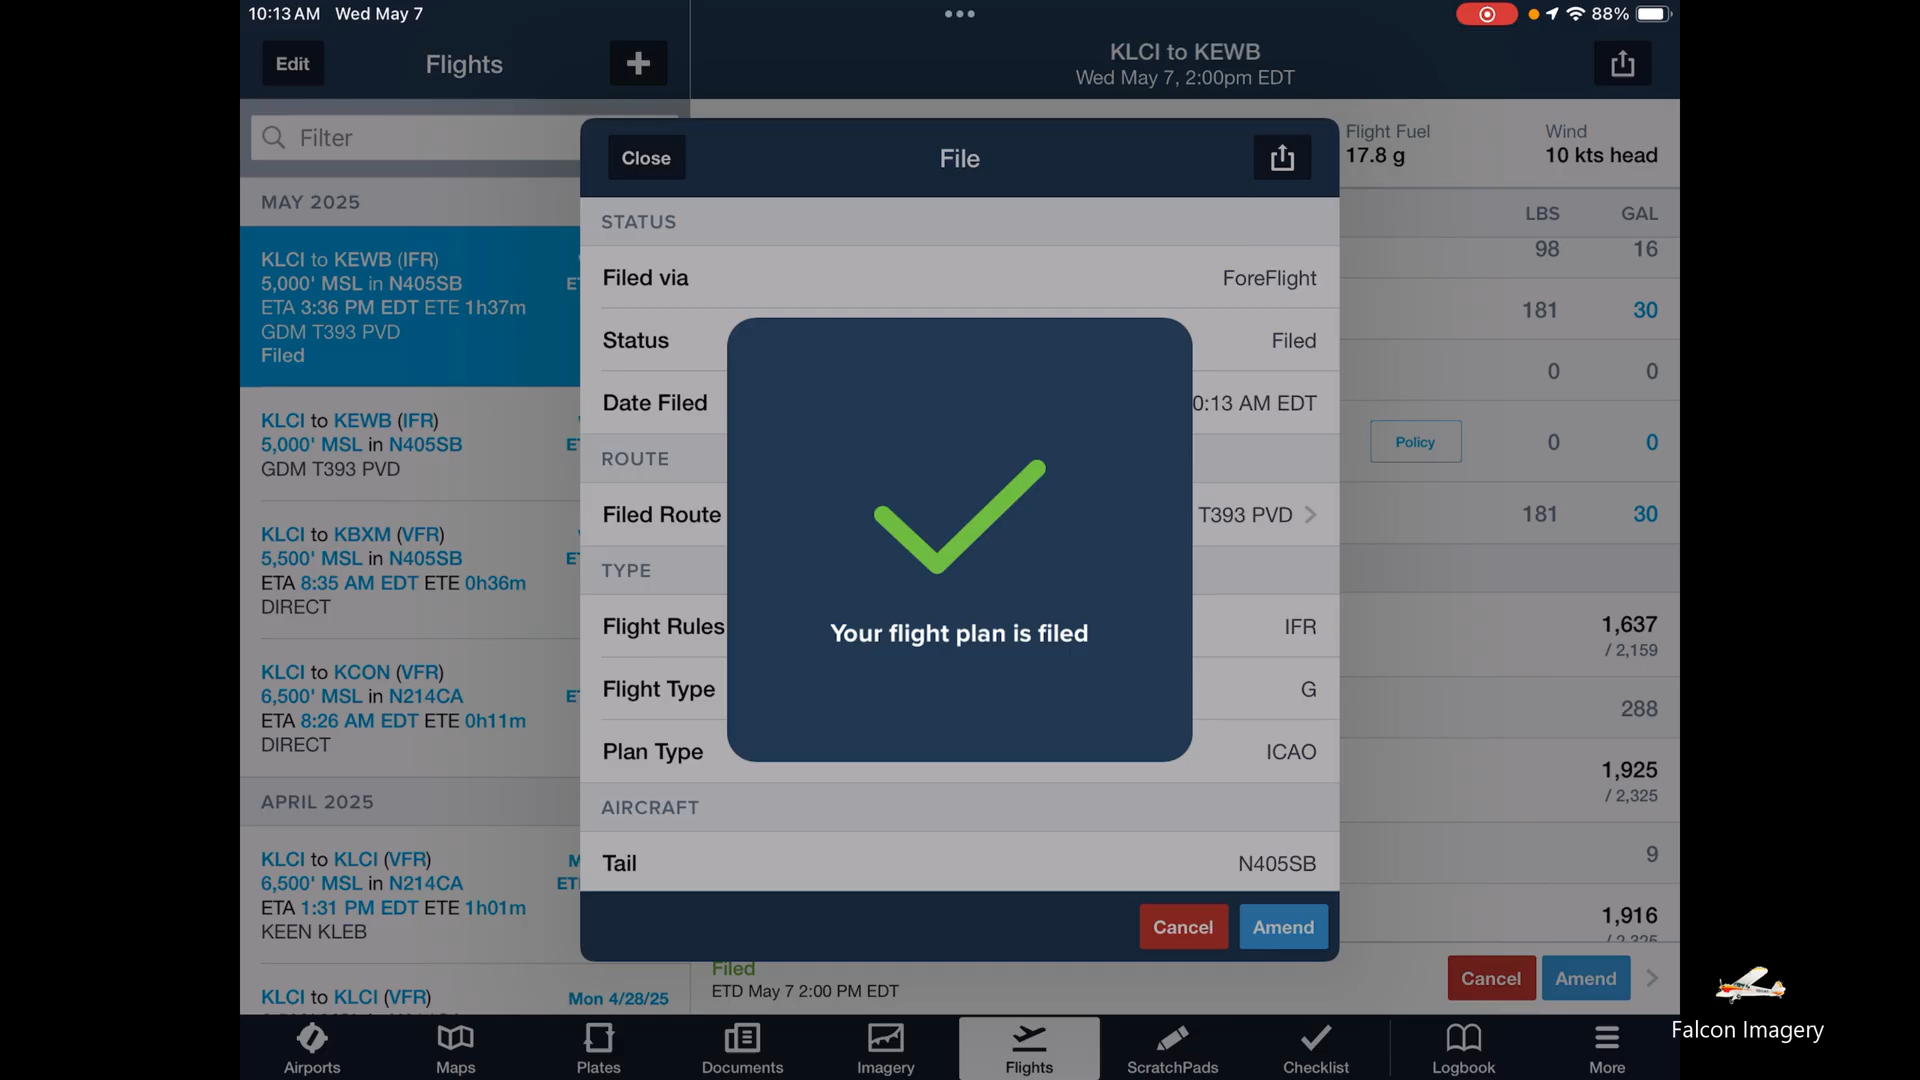 10:13 AM Wed May 7
88%
Edit
Flights
KLCI to KEWB
Wed May 7, 2:00pm EDT
Filter
Close
File
Flight Fuel
17.8 g
Wind
10 kts head
MAY 2025
STATUS
LBS
GAL
98
16
KLCI to KEWB (IFR)
5,000' MSL in N405SB
ETA 3:36 PM EDT ETE 1h37m
GDM T393 PVD
Filed
Filed via
ForeFlight
181
30
Status
Filed
0
0
Date Filed
0:13 AM EDT
KLCI to KEWB (IFR)
5,000' MSL in N405SB
GDM T393 PVD
Policy
0
0
ROUTE
Filed Route
T393 PVD
181
30
KLCI to KBXM (VFR)
5,500' MSL in N405SB
ETA 8:35 AM EDT ETE 0h36m
DIRECT
TYPE
Flight Rules
IFR
Your flight plan is filed
1,637
/ 2,159
KLCI to KCON (VFR)
6,500' MSL in N214CA
ETA 8:26 AM EDT ETE 0h11m
DIRECT
Flight Type
G
288
Plan Type
ICAO
1,925
/ 2,325
APRIL 2025
AIRCRAFT
KLCI to KLCI (VFR)
6,500' MSL in N214CA
ETA 1:31 PM EDT ETE 1h01m
KEEN KLEB
Tail
N405SB
9
1,916
Cancel
Amend
Filed
ETD May 7 2:00 PM EDT
Cancel
Amend
KLCI to KLCI (VFR)
Mon 4/28/25
Airports
Maps
Plates
Documents
Imagery
Flights
ScratchPads
Checklist
Logbook
More
Falcon Imagery